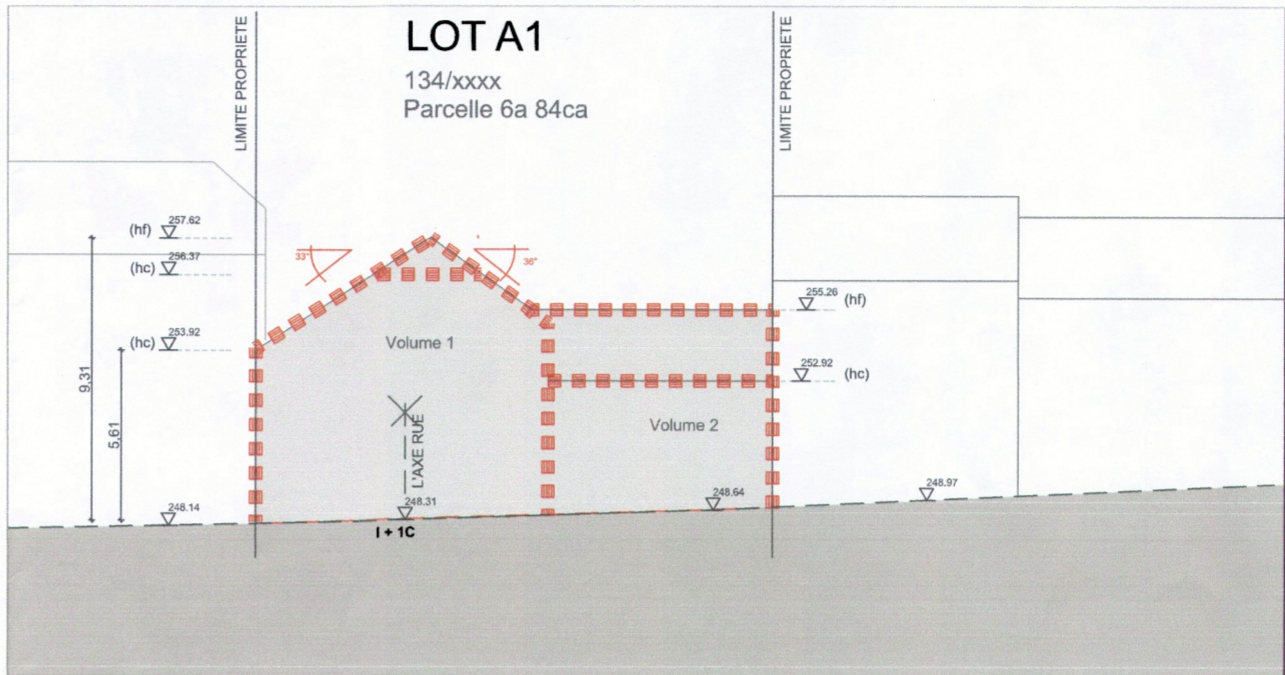 LOT A1
134/xxxx
Parcelle 6a 84ca
LIMITE PROPRIETE
LIMITE PROPRIETE
(hf) 257.62
(hc) 256.37
(hc) 253.92
9,31
5,61
248.14
33°
36°
Volume 1
L'AXE RUE
248.31
I + 1C
255.26 (hf)
252.92 (hc)
Volume 2
248.64
248.97